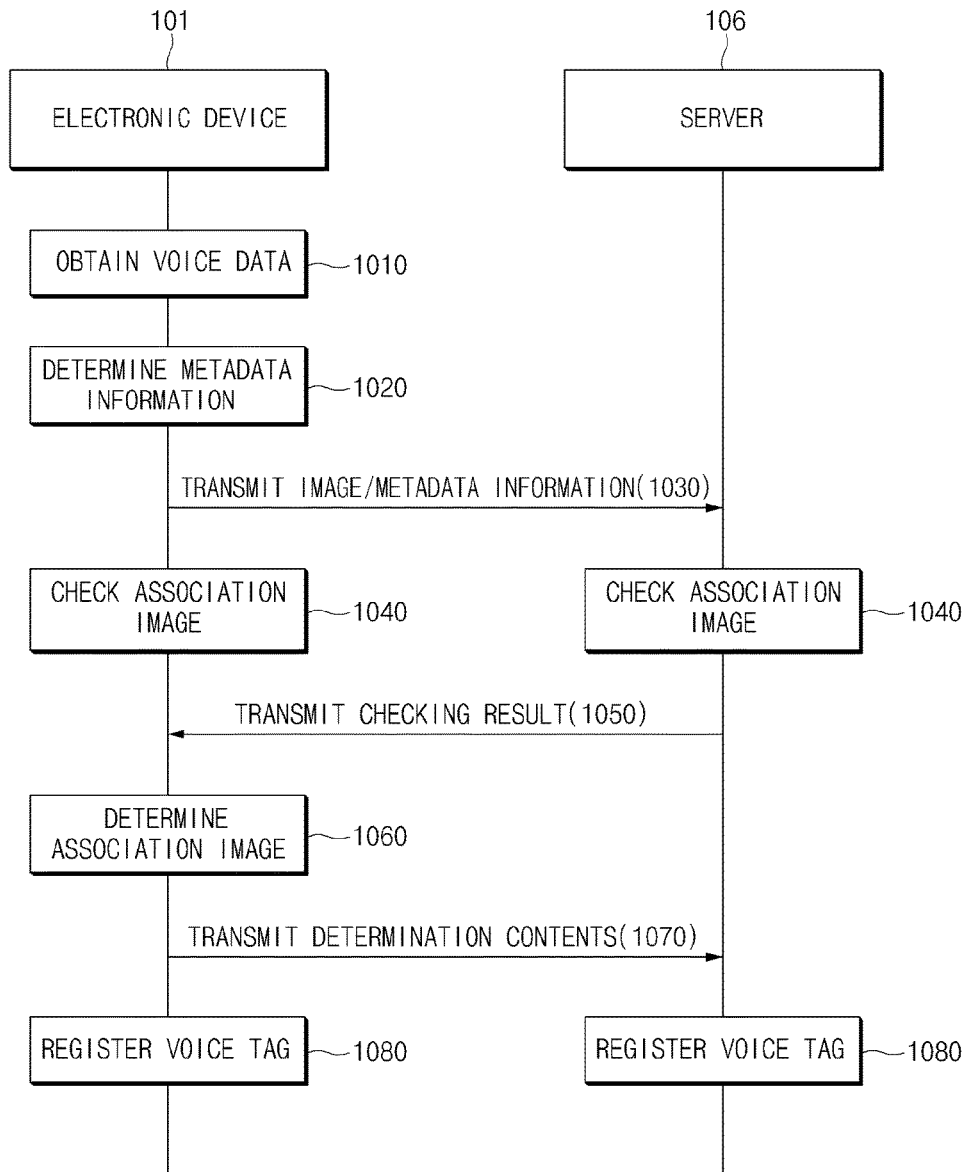 101
106
ELECTRONIC DEVICE
SERVER
OBTAIN VOICE DATA
1010
DETERMINE METADATA
INFORMATION
1020
TRANSMIT IMAGE/METADATA INFORMATION(1030)
CHECK ASSOCIATION
IMAGE
1040
CHECK ASSOCIATION
IMAGE
1040
TRANSMIT CHECKING RESULT(1050)
DETERMINE
ASSOCIATION IMAGE
1060
TRANSMIT DETERMINATION CONTENTS(1070)
REGISTER VOICE TAG
1080
REGISTER VOICE TAG
1080